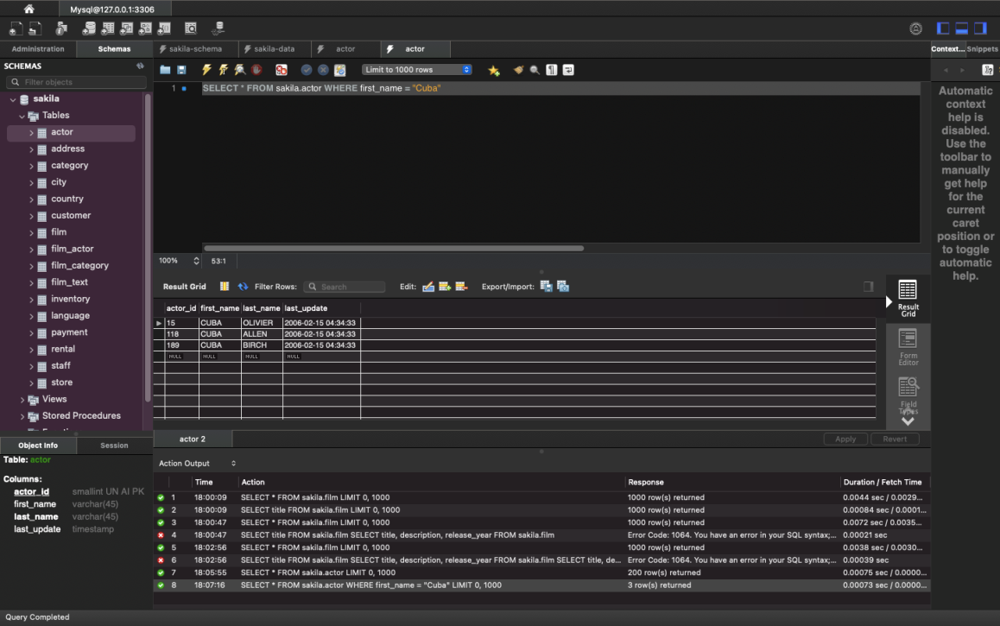 Mysql@127.0.0.1:3306
Administration Schemas sakila-schema sakila-data actor actor Context... Snippets
SCHEMAS
Filter objects
Limit to 1000 rows
sakila
Tables
actor
address
category
city
country
customer
film
film_actor
film_category
film_text
inventory
language
payment
rental
staff
store
Views
Stored Procedures
1 SELECT * FROM sakila.actor WHERE first_name = "Cuba"
100% 53:1
Result Grid Filter Rows: Search Edit: Export/Import:
actor_id first_name last_name last_update
15 CUBA OLIVIER 2006-02-15 04:34:33
118 CUBA ALLEN 2006-02-15 04:34:33
189 CUBA BIRCH 2006-02-15 04:34:33
NULL NULL NULL NULL
Result
Grid
Form
Editor
Field
Types
Automatic
context
help is
disabled.
Use the
toolbar to
manually
get help
for the
current
caret
position or
to toggle
automatic
help.
actor 2 Apply Revert
Object Info Session
Table: actor
Columns:
actor_id smallint UN AI PK
first_name varchar(45)
last_name varchar(45)
last_update timestamp
Action Output
Time Action Response Duration / Fetch Time
1 18:00:09 SELECT * FROM sakila.film LIMIT 0, 1000 1000 row(s) returned 0.0044 sec / 0.0029...
2 18:00:09 SELECT title FROM sakila.film LIMIT 0, 1000 1000 row(s) returned 0.00084 sec / 0.0001...
3 18:00:47 SELECT * FROM sakila.film LIMIT 0, 1000 1000 row(s) returned 0.0072 sec / 0.0035...
4 18:00:47 SELECT title FROM sakila.film SELECT title, description, release_year FROM sakila.film Error Code: 1064. You have an error in your SQL syntax;... 0.00021 sec
5 18:02:56 SELECT * FROM sakila.film LIMIT 0, 1000 1000 row(s) returned 0.0038 sec / 0.0030...
6 18:02:56 SELECT title FROM sakila.film SELECT title, description, release_year FROM sakila.film SELECT title, de... Error Code: 1064. You have an error in your SQL syntax;... 0.00039 sec
7 18:05:55 SELECT * FROM sakila.actor LIMIT 0, 1000 200 row(s) returned 0.00075 sec / 0.0000...
8 18:07:16 SELECT * FROM sakila.actor WHERE first_name = "Cuba" LIMIT 0, 1000 3 row(s) returned 0.00073 sec / 0.0000...
Query Completed